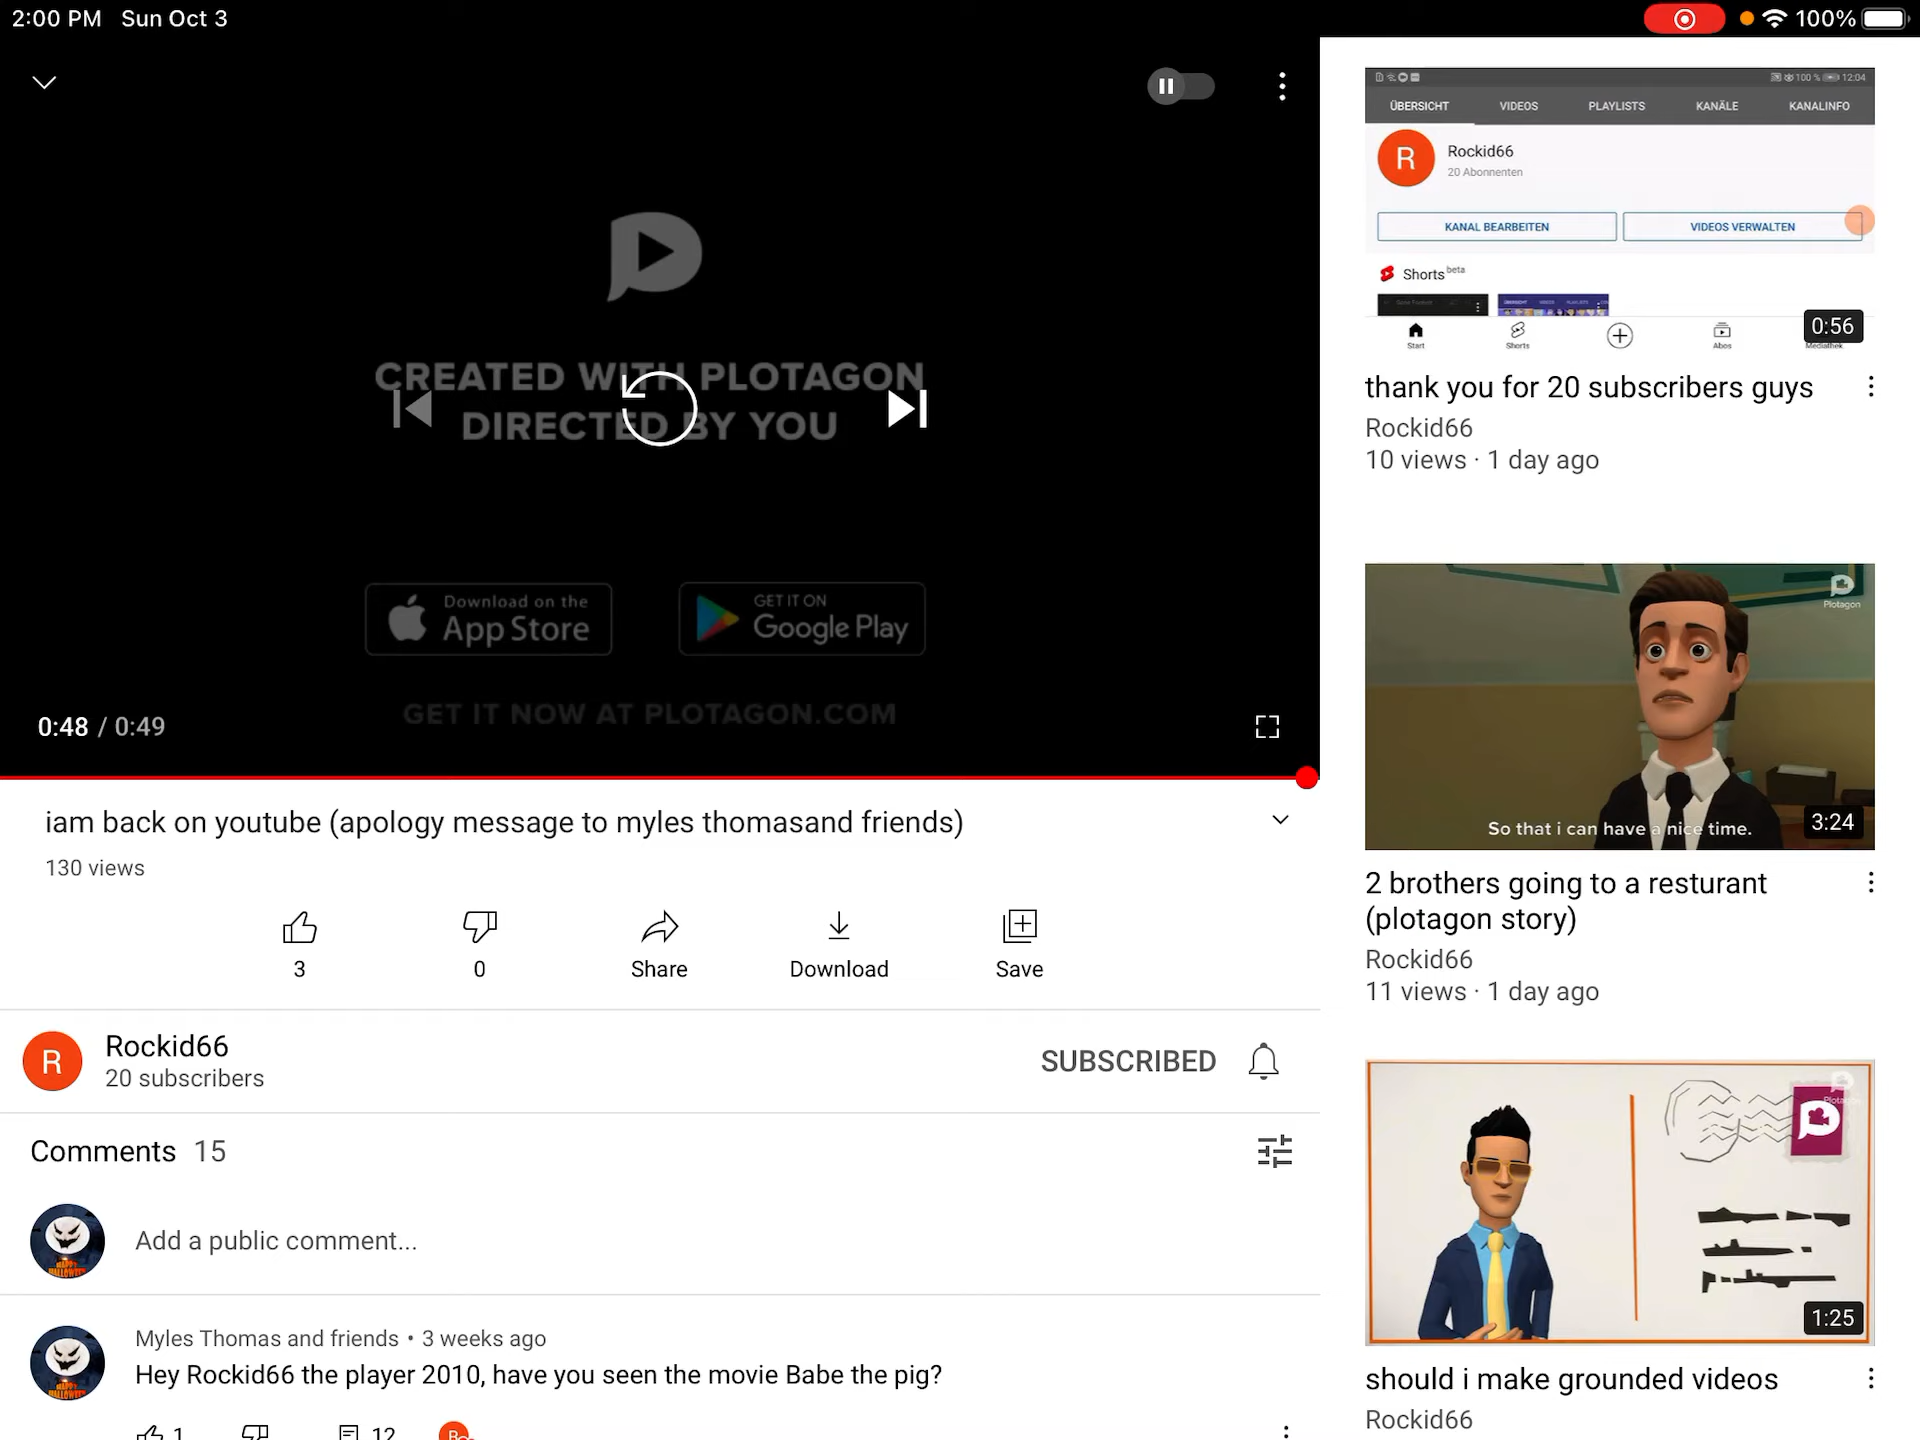 2:00 PM Sun Oct 3
100%
CREATED WITH PLOTAGON
DIRECTED BY YOU
Download on the
App Store
GET IT ON
Google Play
GET IT NOW AT PLOTAGON.COM
0:48 / 0:49
iam back on youtube (apology message to myles thomasand friends)
130 views
3
0
Share
Download
Save
R
Rockid66
20 subscribers
SUBSCRIBED
Comments 15
Add a public comment...
Myles Thomas and friends • 3 weeks ago
Hey Rockid66 the player 2010, have you seen the movie Babe the pig?
1
12
100 % 12:04
ÜBERSICHT VIDEOS PLAYLISTS KANÄLE KANALINFO
R
Rockid66
20 Abonnenten
KANAL BEARBEITEN VIDEOS VERWALTEN
Shorts beta
Start Shorts Abos Mediathek
0:56
thank you for 20 subscribers guys
Rockid66
10 views · 1 day ago
Plotagon
So that i can have a nice time.
3:24
2 brothers going to a resturant
(plotagon story)
Rockid66
11 views · 1 day ago
1:25
should i make grounded videos
Rockid66